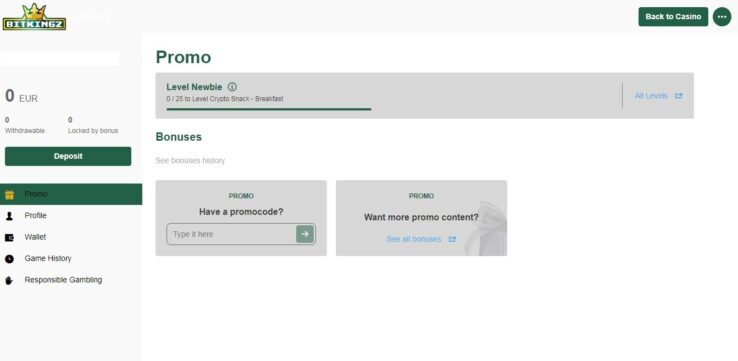 BITKINGZ
Back to Casino
Promo
Level Newbie
0 / 25 to Level Crypto Snack - Breakfast
All Levels
0 EUR
0
Withdrawable
0
Locked by bonus
Deposit
Promo
Profile
Wallet
Game History
Responsible Gambling
Bonuses
See bonuses history
PROMO
Have a promocode?
Type it here
PROMO
Want more promo content?
See all bonuses